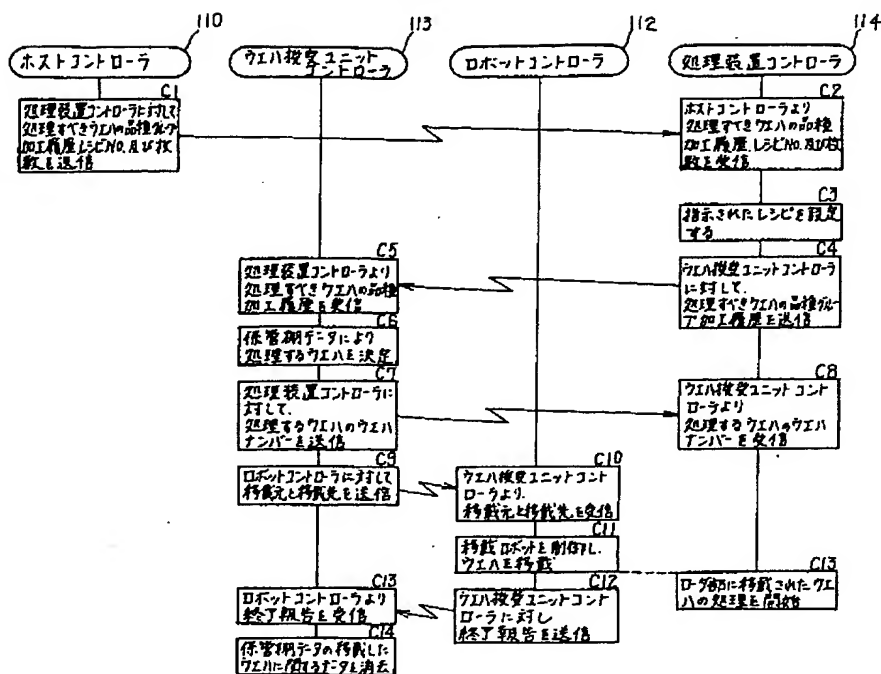 110
113
112
114
ホストコントローラ
ウエハ授受ユニット
コントローラ
ロボットコントローラ
処理装置コントローラ
C1
処理装置コントローラに対して
処理すべきウエハの品種グループ
加工履歴、レシピNO.及び枚
数を送信
C2
ホストコントローラより
処理すべきウエハの品種
加工履歴、レシピNO.及び枚
数を受信
C3
指示されたレシピを設定
する
C4
ウエハ授受ユニットコントローラ
に対して、
処理すべきウエハの品種グルー
プ加工履歴を送信
C5
処理装置コントローラより
処理すべきウエハの品種
加工履歴を受信
C6
保管棚データにより
処理するウエハを決定
C7
処理装置コントローラに
対して、
処理するウエハのウエハ
ナンバーを送信
C8
ウエハ授受ユニットコント
ローラより
処理するウエハのウエハ
ナンバーを受信
C9
ロボットコントローラに対して
移載元と移載先を送信
C10
ウエハ授受ユニットコント
ローラより、
移載元と移載先を受信
C11
移載ロボットを制御し、
ウエハを移載
C12
ウエハ授受ユニットコント
ローラに対し
終了報告を送信
C13
ローダ部に移載されたウエ
ハの処理を開始
C13
ロボットコントローラより
終了報告を受信
C14
保管棚データの移載した
ウエハに関するデータを消去